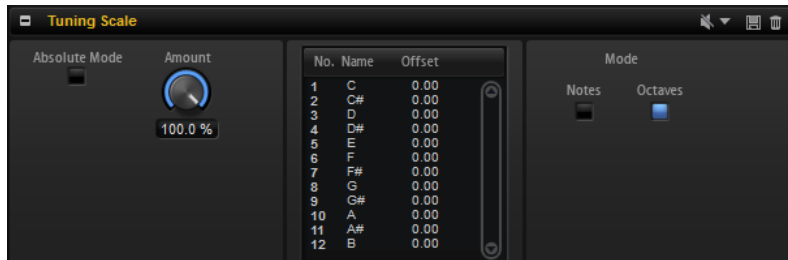 Tuning Scale
Absolute Mode
Amount
100.0 %
No. Name Offset
1 C 0.00
2 C# 0.00
3 D 0.00
4 D# 0.00
5 E 0.00
6 F 0.00
7 F# 0.00
8 G 0.00
9 G# 0.00
10 A 0.00
11 A# 0.00
12 B 0.00
Mode
Notes Octaves